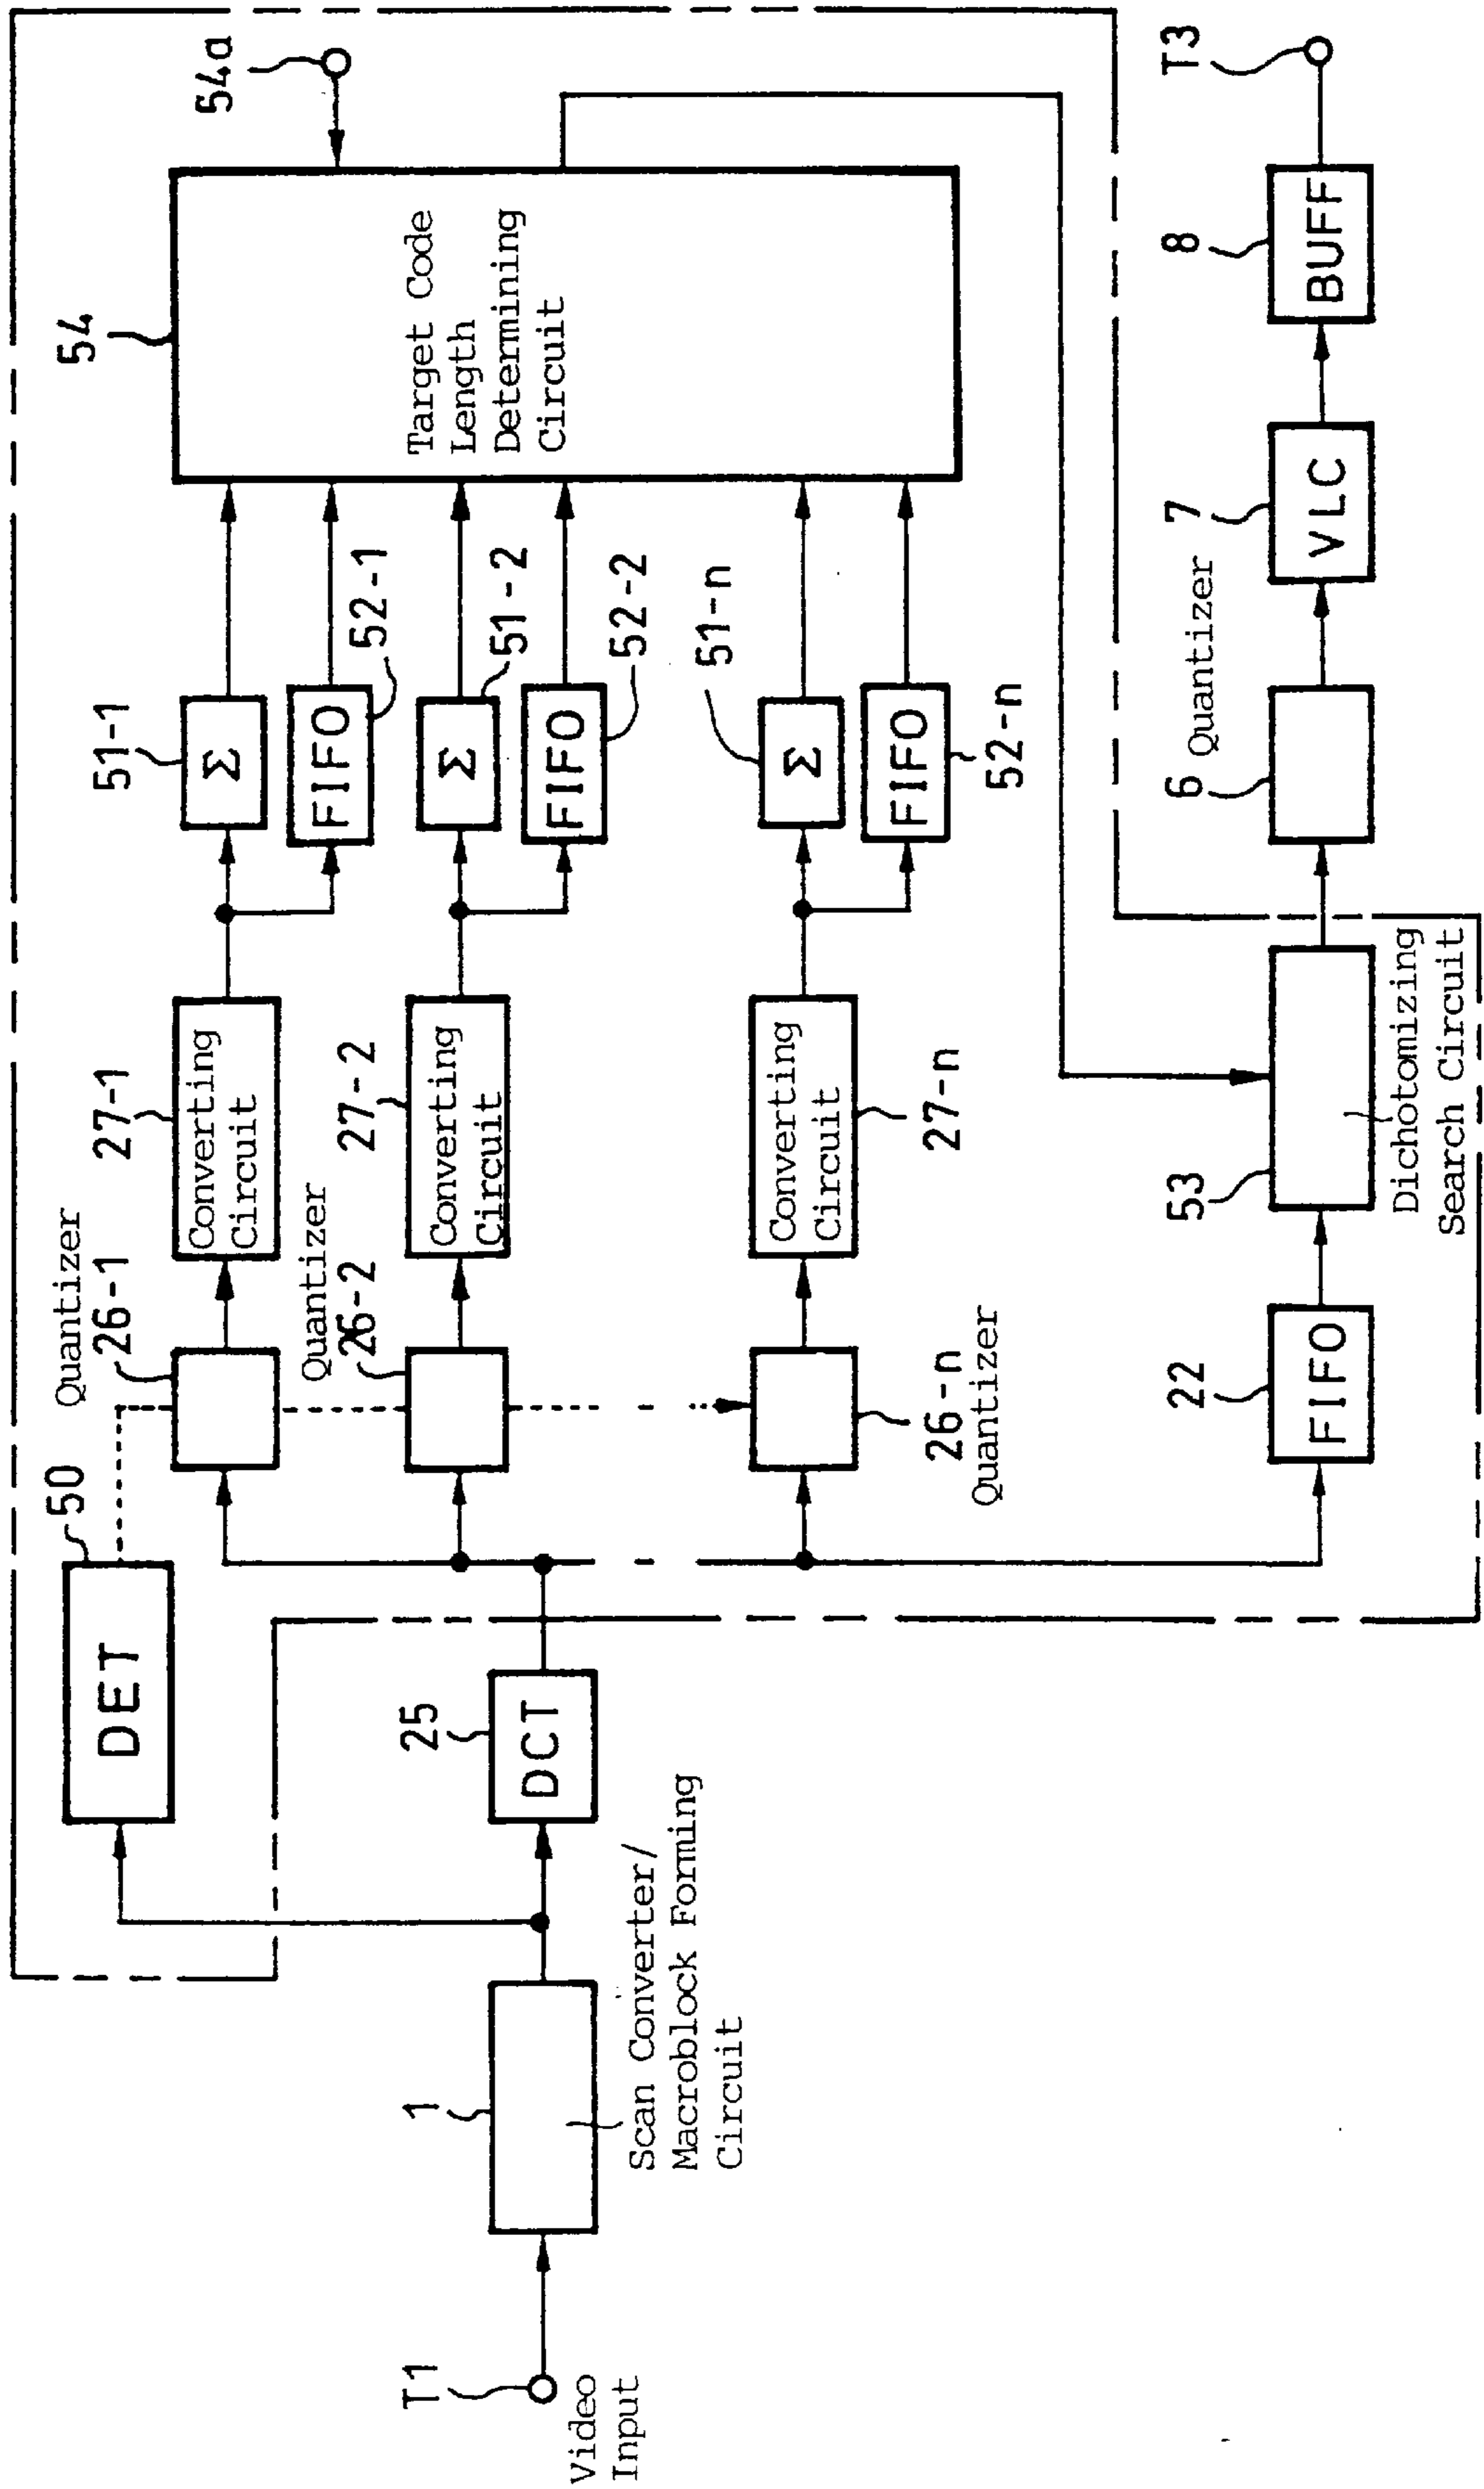 T1
Video
Input
1
Scan Converter/
Macroblock Forming
Circuit
25
DCT
50
DET
Quantizer
26-1
27-1
Converting
Circuit
51-1
Σ
FIFO
52-1
Quantizer
26-2
27-2
Converting
Circuit
Σ
51-2
FIFO
52-2
26-n
Quantizer
Converting
Circuit
27-n
51-n
Σ
FIFO
52-n
54
Target Code
Length
Determining
Circuit
54a
22
FIFO
53
Dichotomizing
Search Circuit
6
Quantizer
7
VLC
8
BUFF
T3